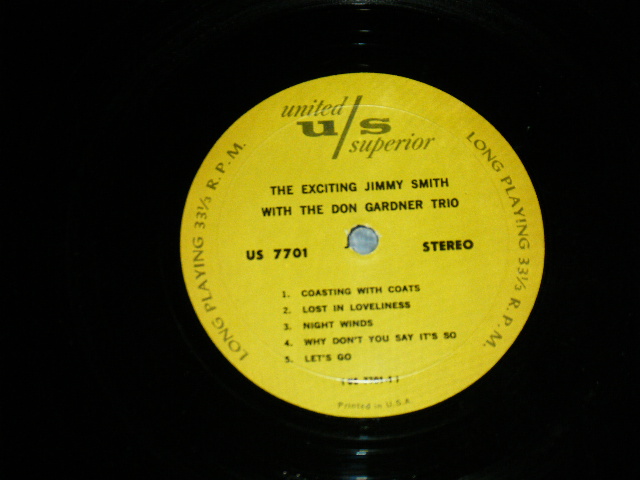 united
u/s
superior
THE EXCITING JIMMY SMITH
WITH THE DON GARDNER TRIO
US 7701
STEREO
1. COASTING WITH COATS
2. LOST IN LOVELINESS
3. NIGHT WINDS
4. WHY DON'T YOU SAY IT'S SO
5. LET'S GO
Printed in U.S.A.
LONG PLAYING 33⅓ R.P.M.
LONG PLAYING 33⅓ R.P.M.